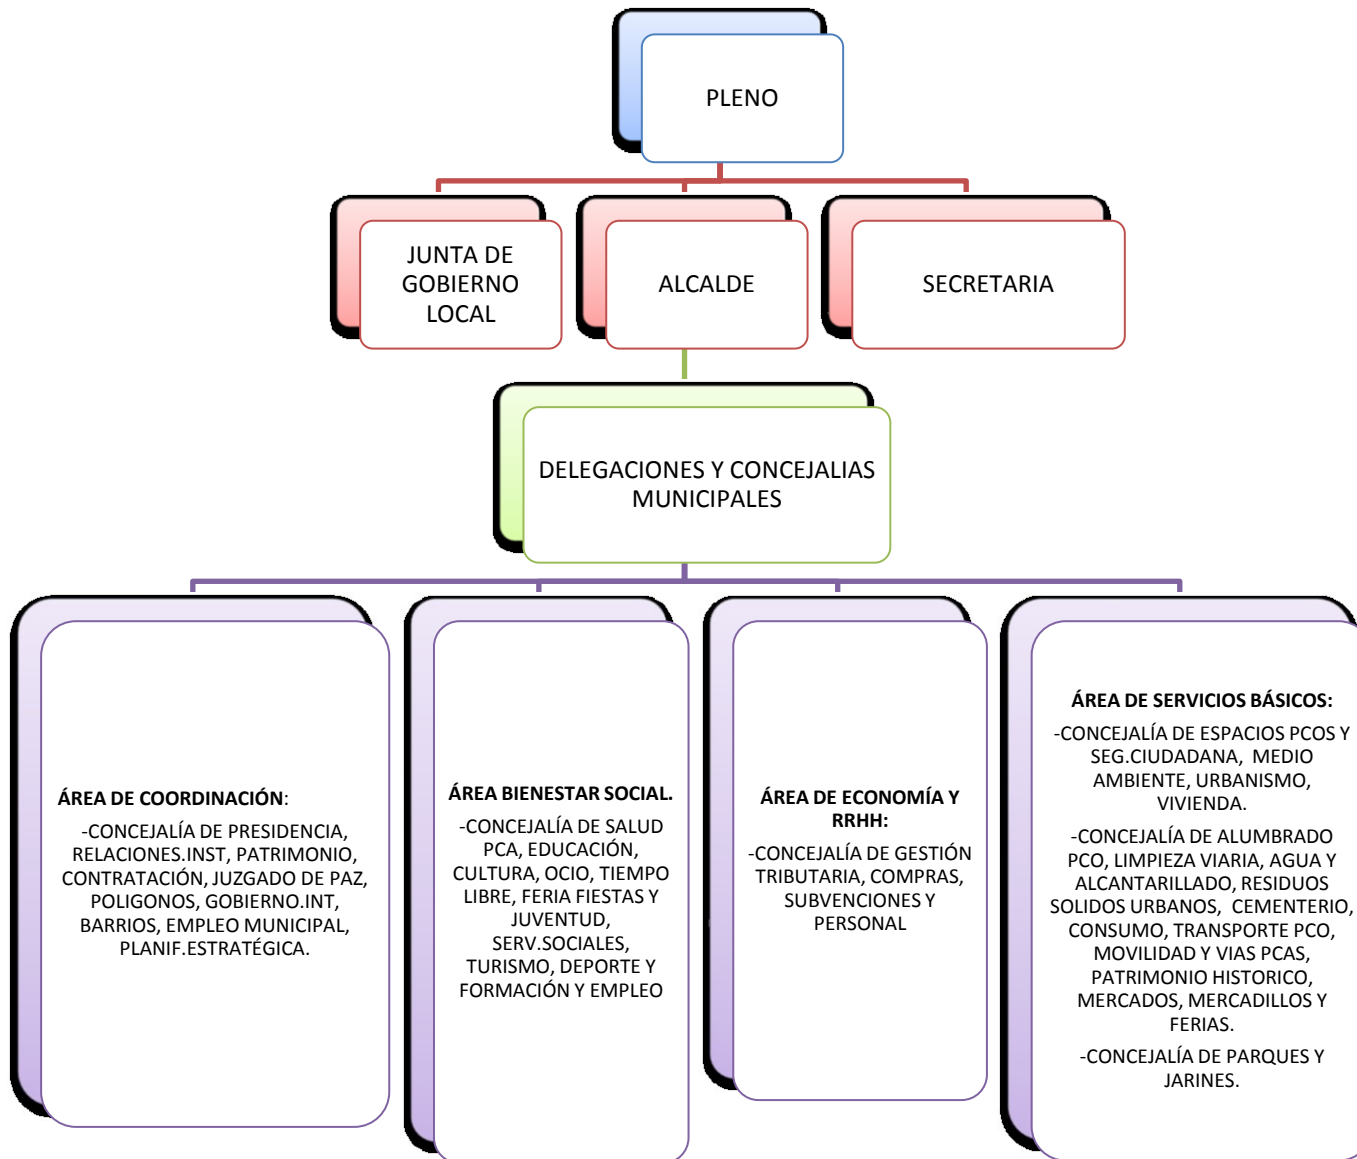 PLENO
JUNTA DE
GOBIERNO
LOCAL
ALCALDE
SECRETARIA
DELEGACIONES Y CONCEJALIAS
MUNICIPALES
ÁREA DE COORDINACIÓN:
-CONCEJALÍA DE PRESIDENCIA,
RELACIONES.INST, PATRIMONIO,
CONTRATACIÓN, JUZGADO DE PAZ,
POLIGONOS, GOBIERNO.INT,
BARRIOS, EMPLEO MUNICIPAL,
PLANIF.ESTRATÉGICA.
ÁREA BIENESTAR SOCIAL.
-CONCEJALÍA DE SALUD
PCA, EDUCACIÓN,
CULTURA, OCIO, TIEMPO
LIBRE, FERIA FIESTAS Y
JUVENTUD,
SERV.SOCIALES,
TURISMO, DEPORTE Y
FORMACIÓN Y EMPLEO
ÁREA DE ECONOMÍA Y
RRHH:
-CONCEJALÍA DE GESTIÓN
TRIBUTARIA, COMPRAS,
SUBVENCIONES Y
PERSONAL
ÁREA DE SERVICIOS BÁSICOS:
-CONCEJALÍA DE ESPACIOS PCOS Y
SEG.CIUDADANA, MEDIO
AMBIENTE, URBANISMO,
VIVIENDA.
-CONCEJALÍA DE ALUMBRADO
PCO, LIMPIEZA VIARIA, AGUA Y
ALCANTARILLADO, RESIDUOS
SOLIDOS URBANOS, CEMENTERIO,
CONSUMO, TRANSPORTE PCO,
MOVILIDAD Y VIAS PCAS,
PATRIMONIO HISTORICO,
MERCADOS, MERCADILLOS Y
FERIAS.
-CONCEJALÍA DE PARQUES Y
JARINES.